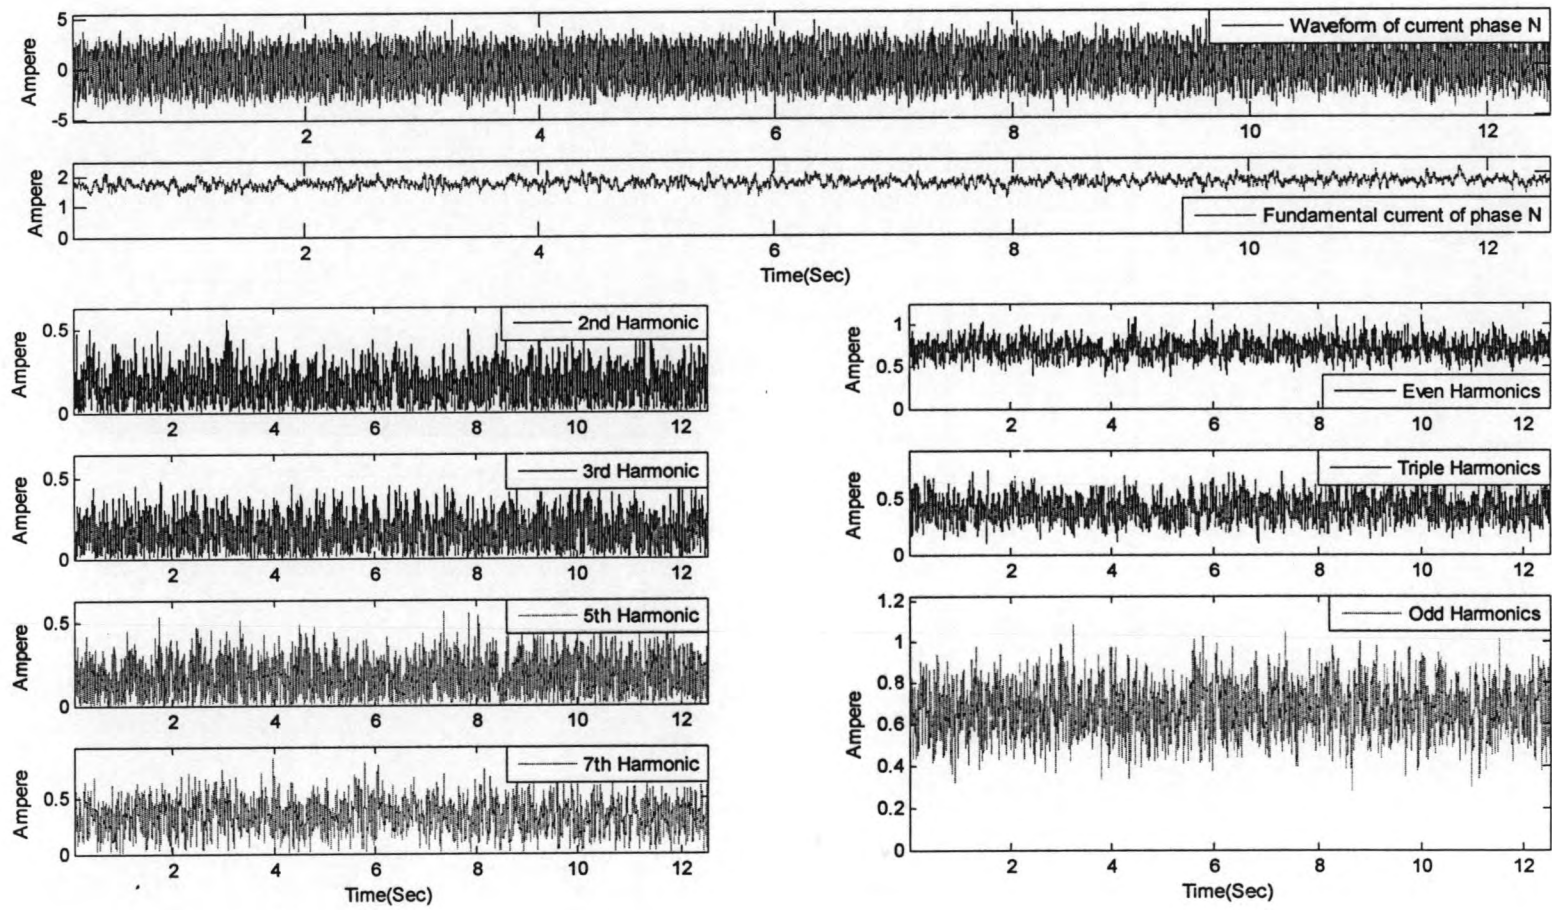 5
0
-5
Ampere
Waveform of current phase N
2 4 6 8 10 12
2
1
0
Ampere
Fundamental current of phase N
2 4 6 8 10 12
Time(Sec)
0.5
0
Ampere
2nd Harmonic
2 4 6 8 10 12
0.5
0
Ampere
3rd Harmonic
2 4 6 8 10 12
0.5
0
Ampere
5th Harmonic
2 4 6 8 10 12
0.5
0
Ampere
7th Harmonic
2 4 6 8 10 12
Time(Sec)
1
0.5
0
Ampere
Even Harmonics
2 4 6 8 10 12
0.5
0
Ampere
Triple Harmonics
2 4 6 8 10 12
1.2
1
0.8
0.6
0.4
0.2
0
Ampere
Odd Harmonics
2 4 6 8 10 12
Time(Sec)